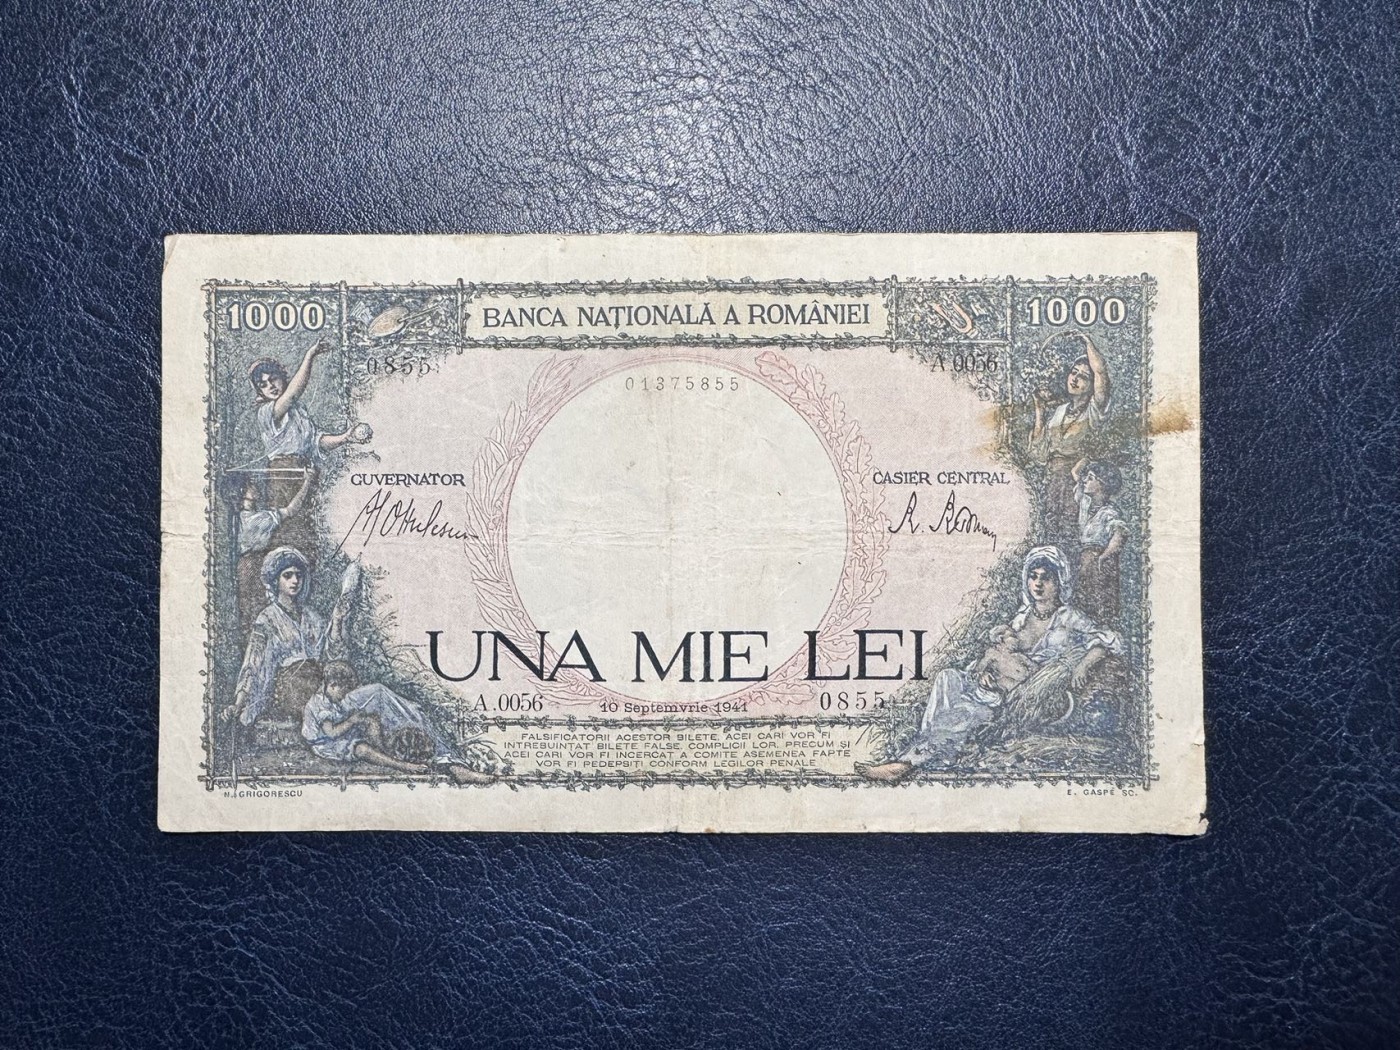 1000
BANCA NAȚIONALĂ A ROMÂNIEI
1000
0855
A.0056
01375855
GUVERNATOR
CASIER CENTRAL
UNA MIE LEI
A.0056
10 Septemvrie 1941
0855
FALSIFICATORII ACESTOR BILETE, ACEI CARI VOR FI
INTREBUINTAT BILETE FALSE, COMPLICII LOR, PRECUM ȘI
ACEI CARI VOR FI INCERCAT A COMITE ASEMENEA FAPTE
VOR FI PEDEPSITI CONFORM LEGILOR PENALE
N. GRIGORESCU
E. GASPÉ SC.